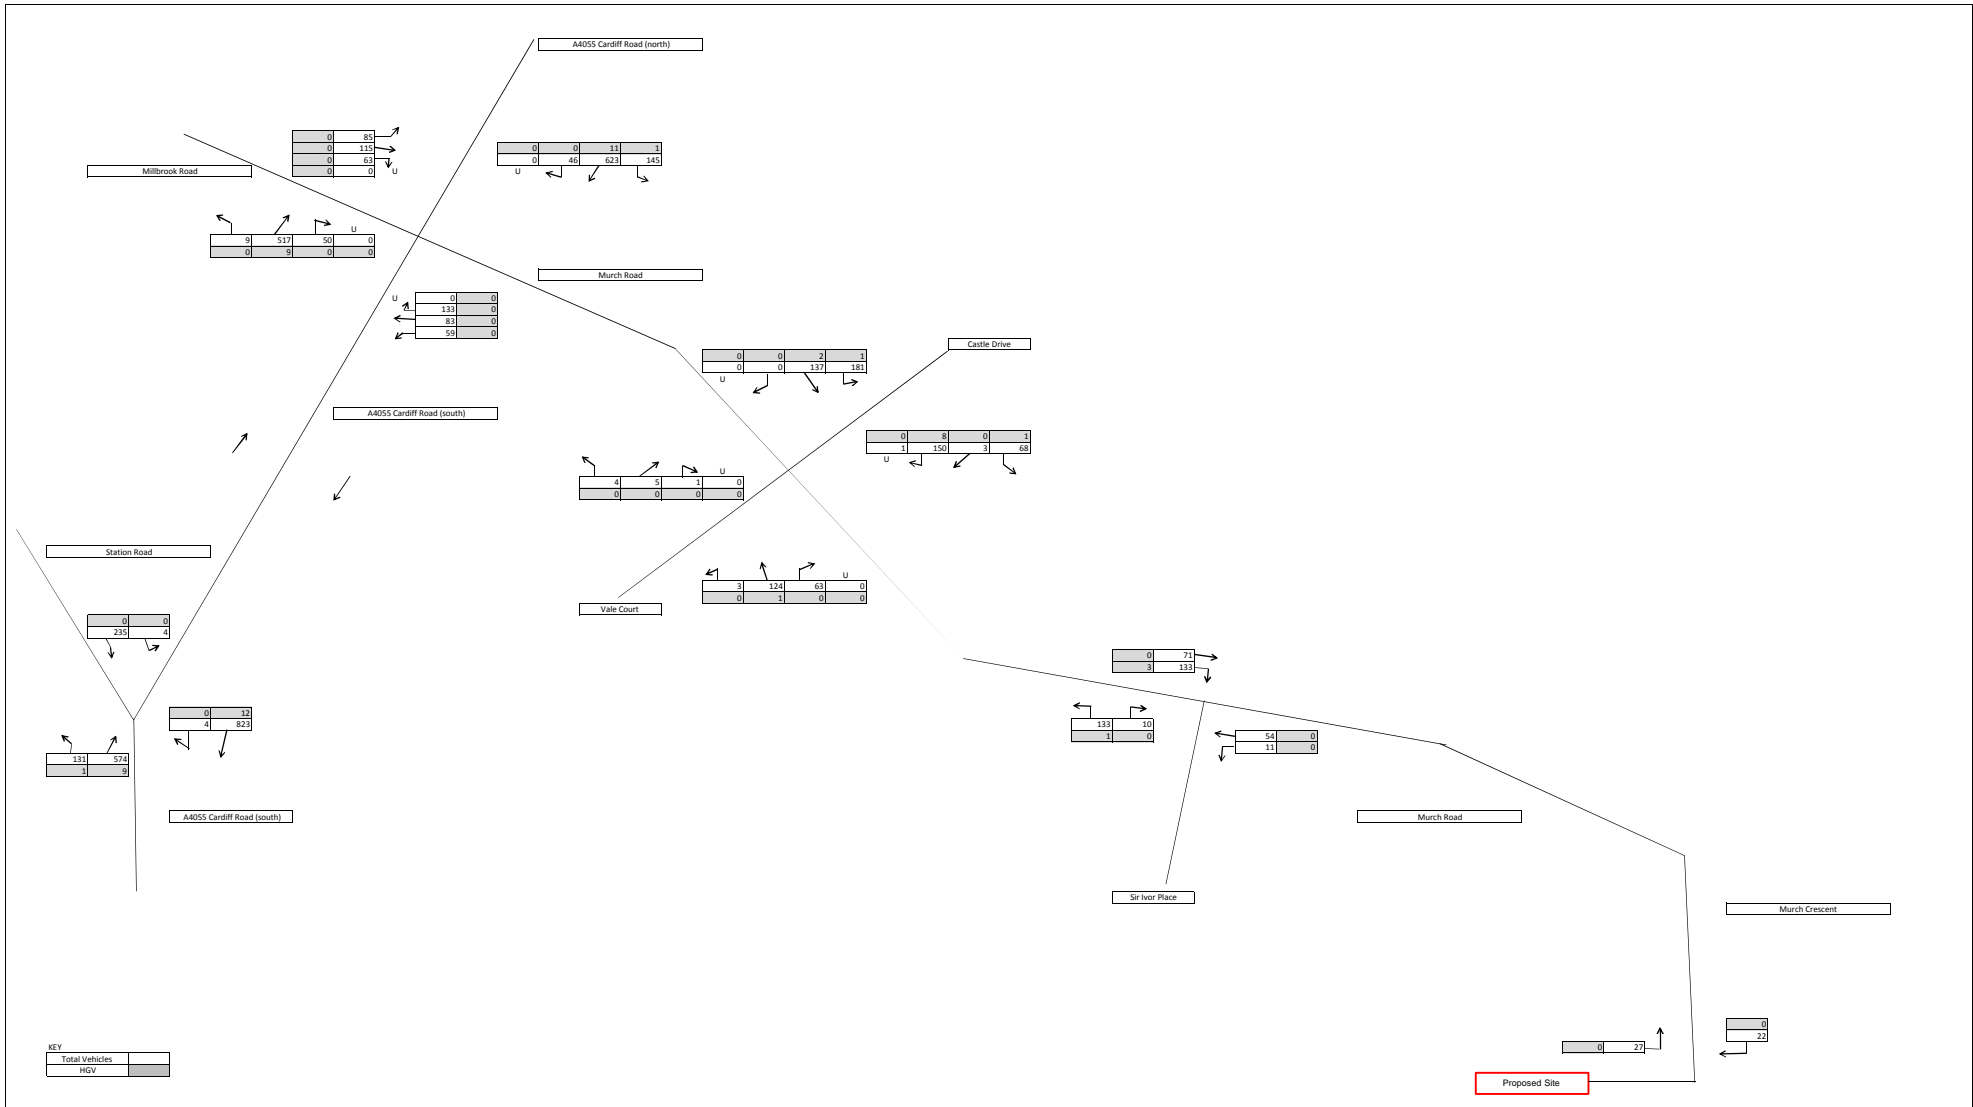 A4055 Cardiff Road (north)
0 85
0 115
0 63
0 0 U
0 0 11 1
0 46 623 145
U
Millbrook Road
U
9 517 50 0
0 9 0 0
Murch Road
U 0 0
133 0
83 0
59 0
Castle Drive
0 0 2 1
0 0 137 181
U
A4055 Cardiff Road (south)
0 8 0 1
1 150 3 68
U
U
4 5 1 0
0 0 0 0
Station Road
U
3 124 63 0
0 1 0 0
Vale Court
0 0
235 4
0 71
3 133
0 12
4 823
133 10
1 0
54 0
11 0
131 574
1 9
A4055 Cardiff Road (south)
Murch Road
Sir Ivor Place
Murch Crescent
0
22
0 27
KEY
Total Vehicles
HGV
Proposed Site